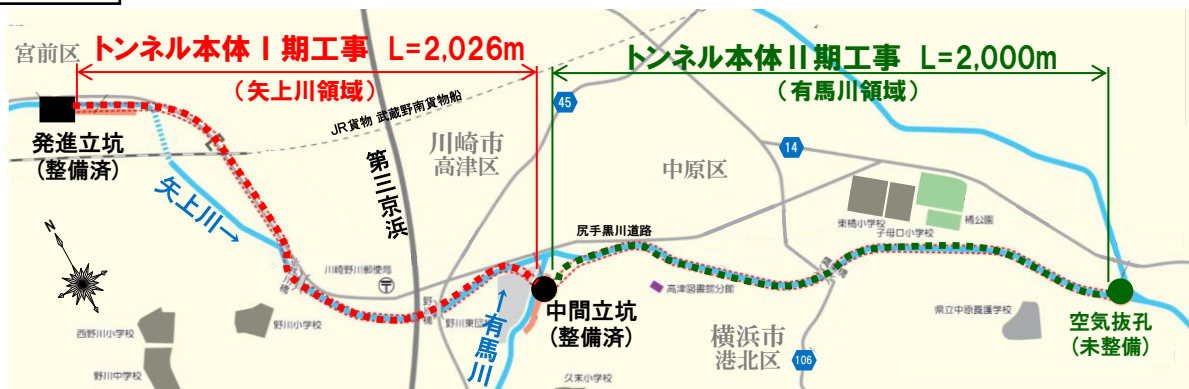 宮前区
トンネル本体Ⅰ期工事 L=2,026m
(矢上川領域)
トンネル本体Ⅱ期工事 L=2,000m
(有馬川領域)
発進立坑
(整備済)
矢上川→
JR貨物 武蔵野南貨物船
第三京浜
川崎市
高津区
45
中原区
14
尻手黒川道路
東橘小学校
子母口小学校
橘公園
N
川崎野川郵便局
〒
西野川小学校
野川小学校
野川中学校
野川東団地
←有馬川
中間立坑
(整備済)
高津図書館分館
横浜市
港北区
106
久末小学校
県立中原養護学校
空気抜孔
(未整備)